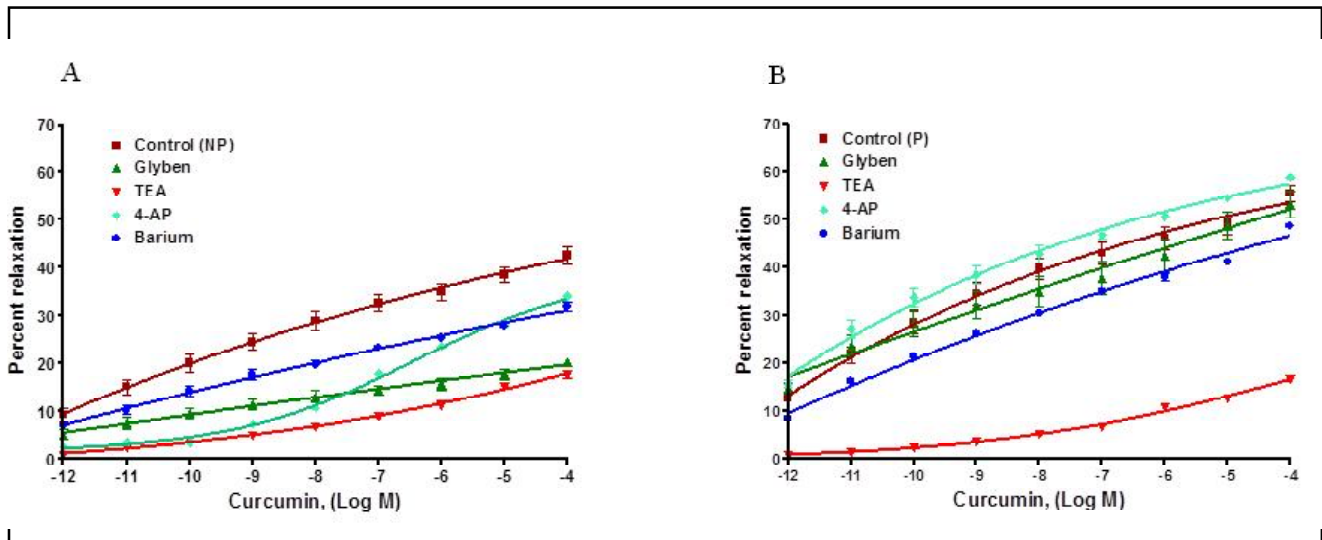 A
70
60
50
40
30
20
10
0
Percent relaxation
Control (NP)
Glyben
TEA
4-AP
Barium
-12 -11 -10 -9 -8 -7 -6 -5 -4
Curcumin, (Log M)
B
70
60
50
40
30
20
10
0
Percent relaxation
Control (P)
Glyben
TEA
4-AP
Barium
-12 -11 -10 -9 -8 -7 -6 -5 -4
Curcumin, (Log M)